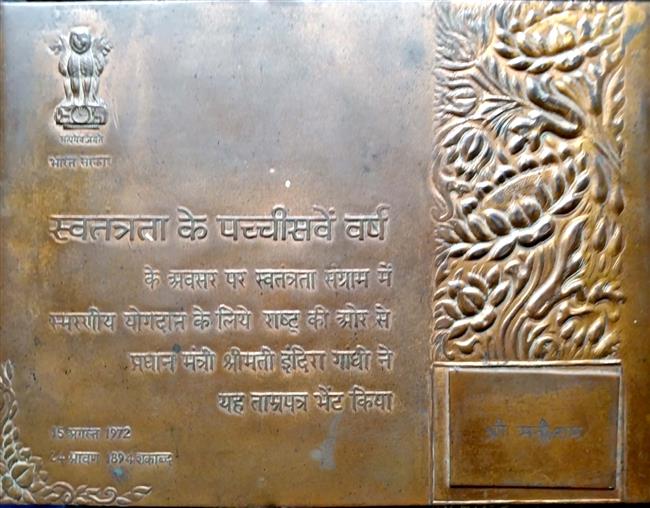 सत्यमेव जयते
भारत सरकार
स्वतंत्रता के पच्चीसवें वर्ष
के अवसर पर स्वतंत्रता संग्राम में
स्मरणीय योगदान के लिये राष्ट्र की ओर से
प्रधान मंत्री श्रीमती इंदिरा गांधी ने
यह ताम्रपत्र भेंट किया
15 अगस्त 1972
24 श्रावण 1894 शकाब्द
श्री